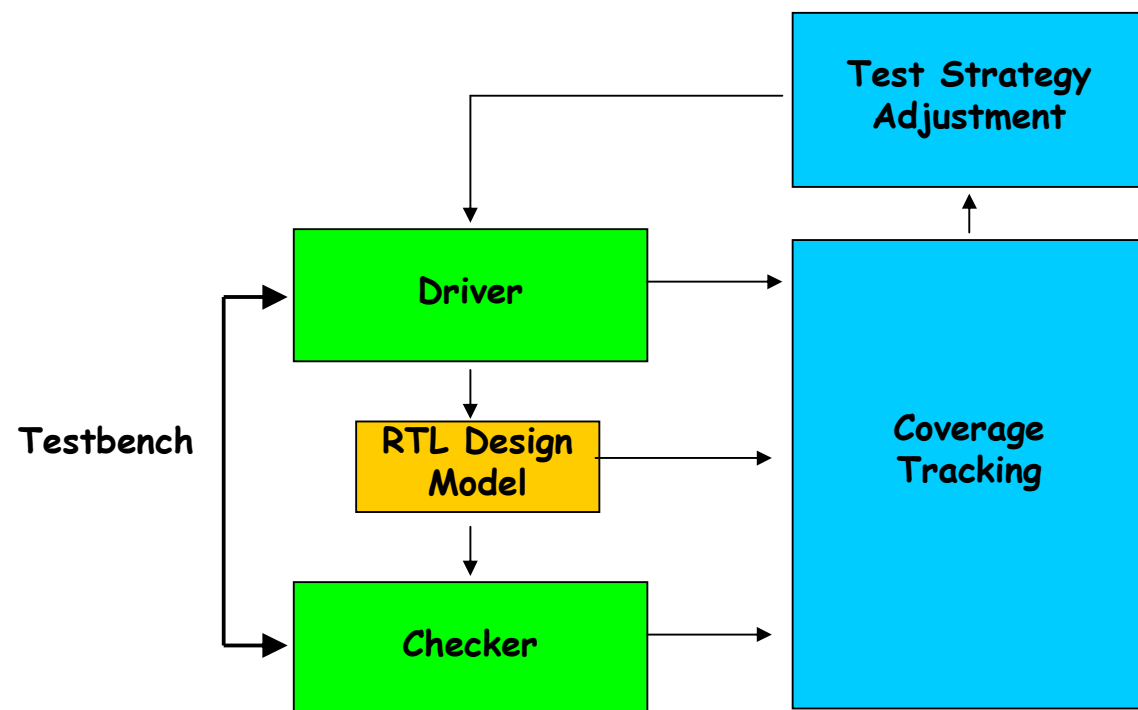 Test Strategy
Adjustment
Driver
Testbench
RTL Design
Model
Coverage
Tracking
Checker